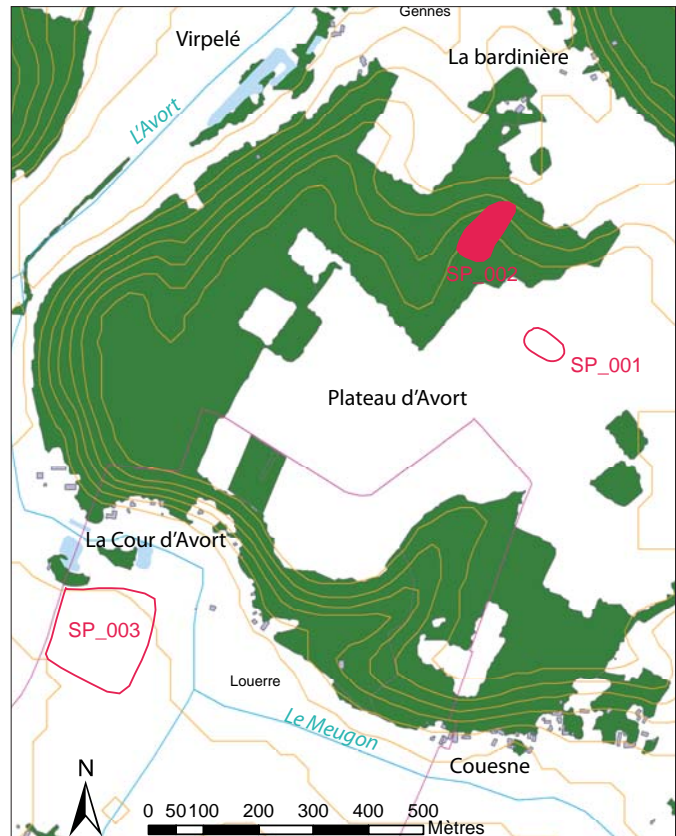 Gennes
Virpelé
La bardinière
L'Avort
SP_002
SP_001
Plateau d'Avort
La Cour d'Avort
SP_003
Louerre
Le Meugon
Couesne
N
0 50 100 200 300 400 500
Mètres